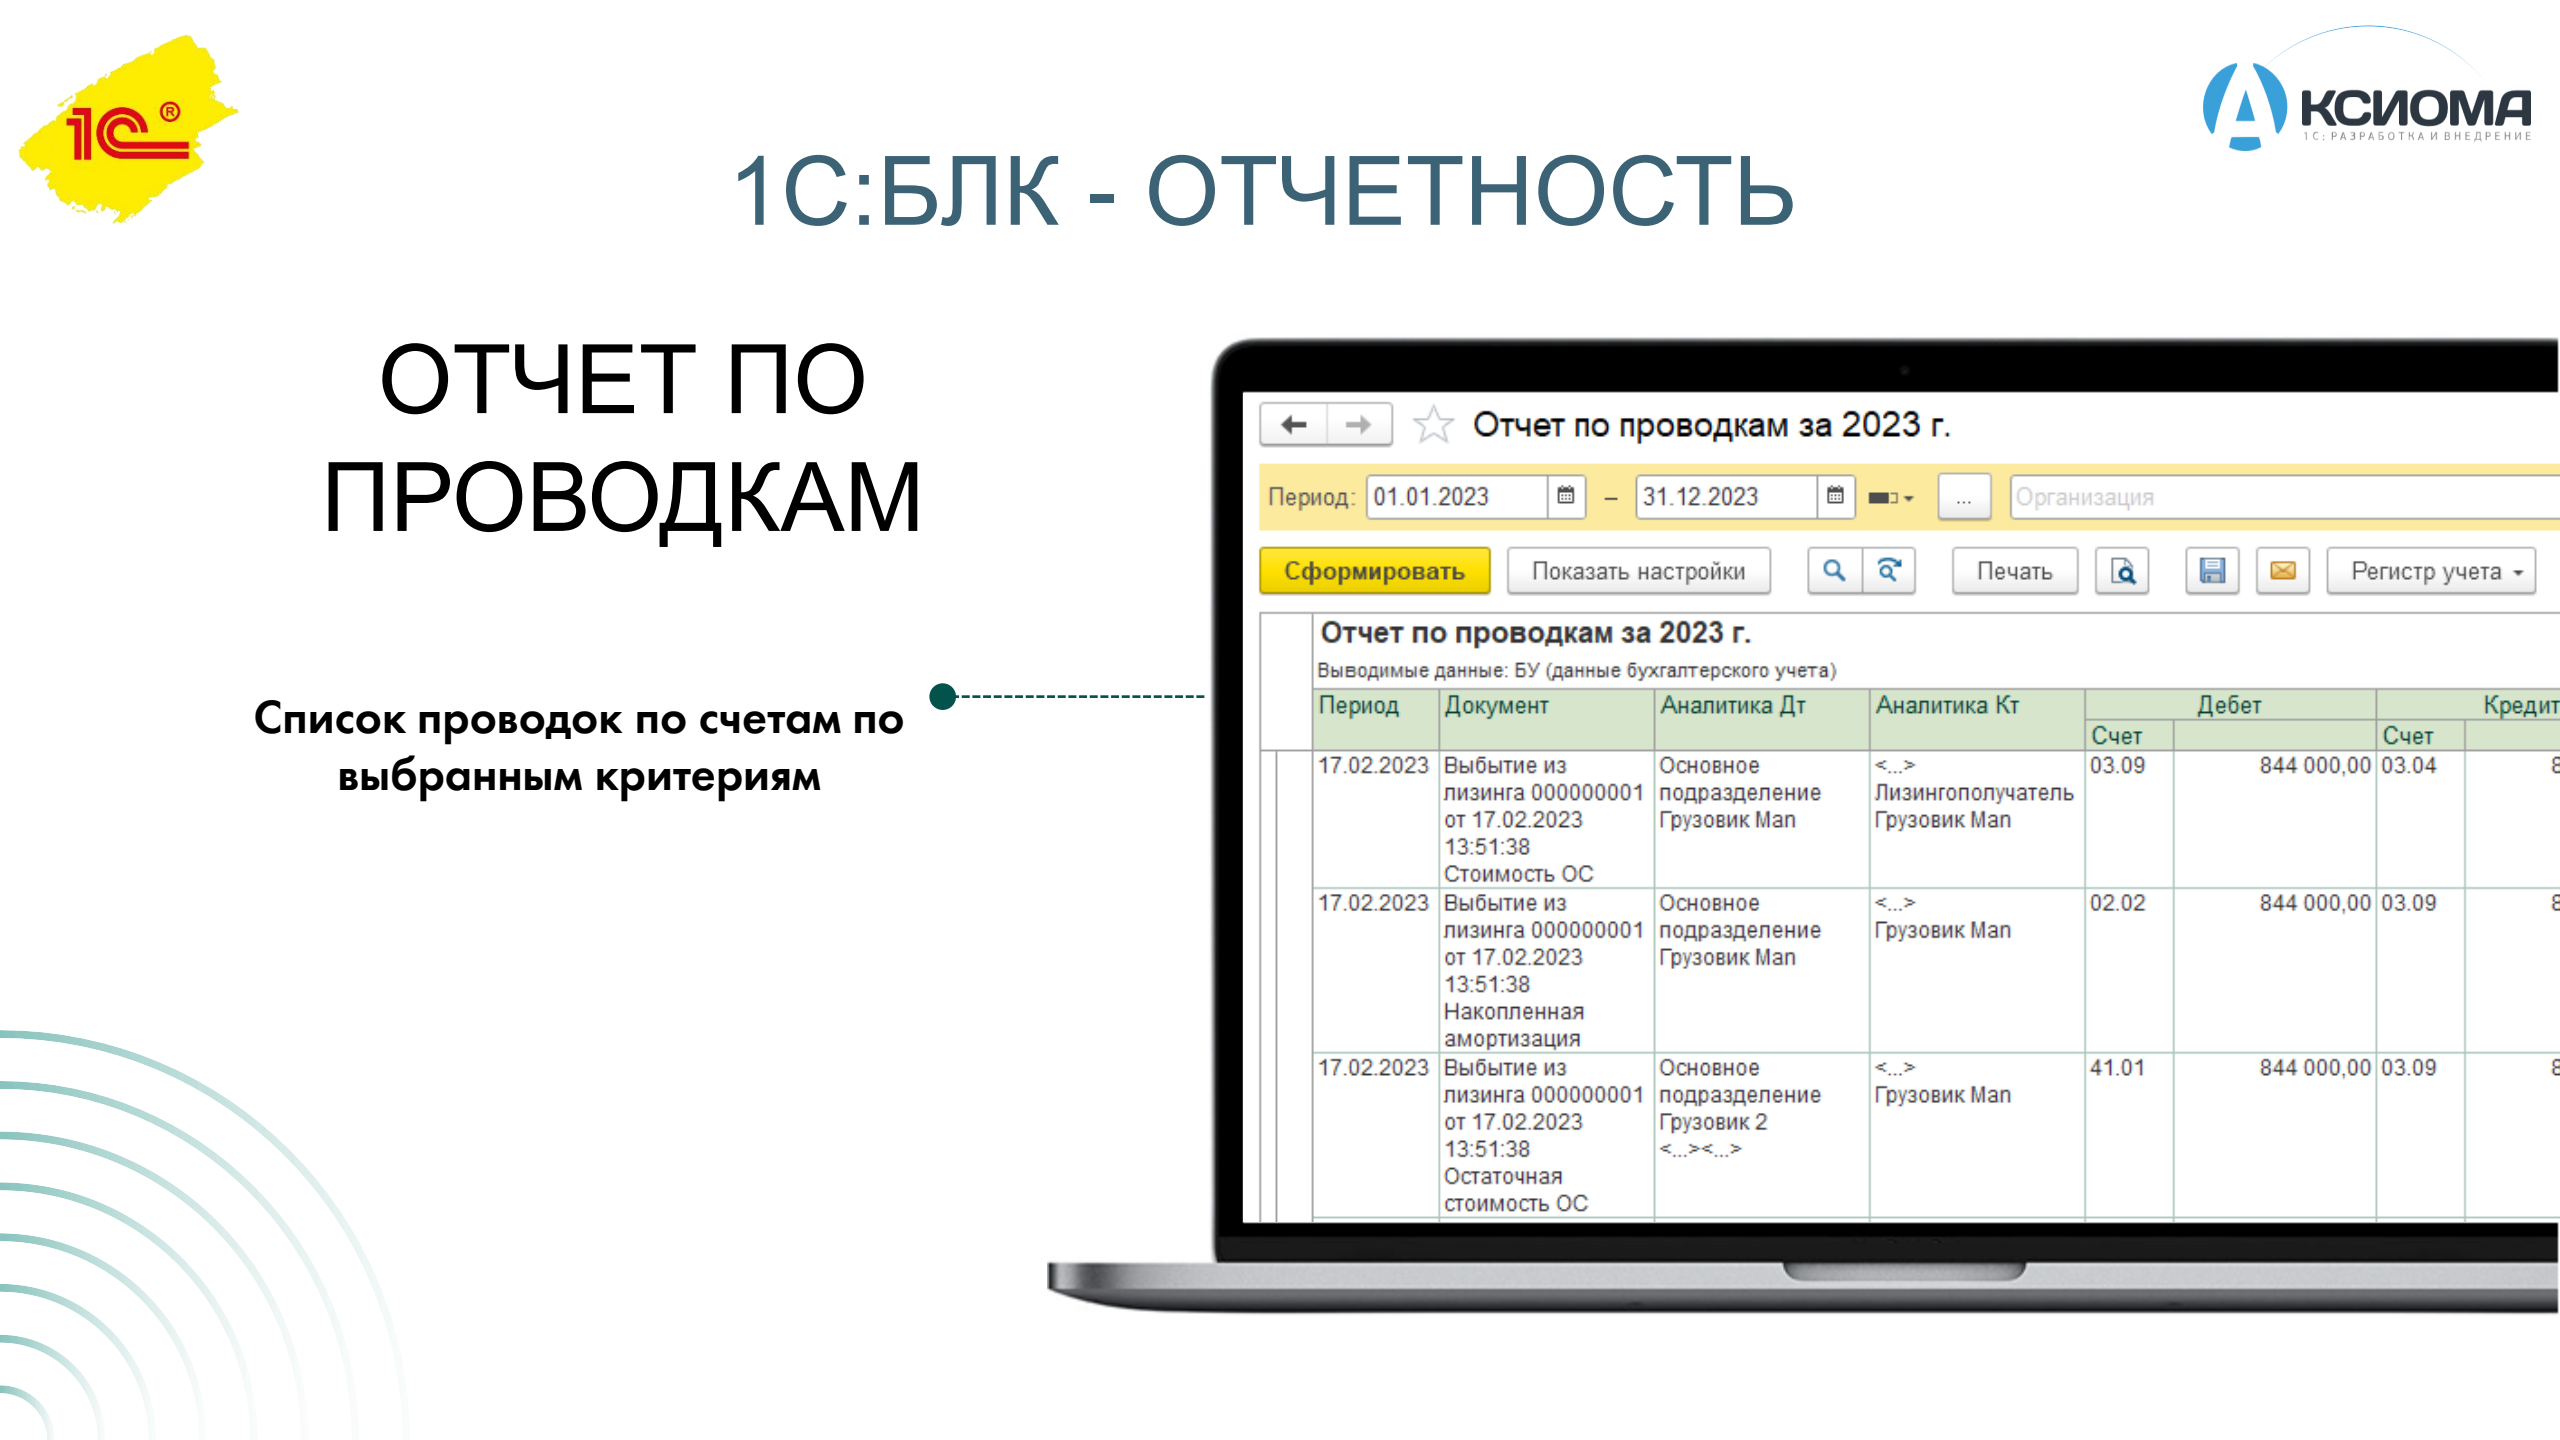 1С®
АКСИОМА
1С: РАЗРАБОТКА И ВНЕДРЕНИЕ
1С:БЛК - ОТЧЕТНОСТЬ
ОТЧЕТ ПО
ПРОВОДКАМ
Список проводок по счетам по
выбранным критериям
Отчет по проводкам за 2023 г.
Период: 01.01.2023 – 31.12.2023 ... Организация
Сформировать Показать настройки Печать Регистр учета
Отчет по проводкам за 2023 г.
Выводимые данные: БУ (данные бухгалтерского учета)
Период Документ Аналитика Дт Аналитика Кт Дебет Кредит
Счет Счет
17.02.2023 Выбытие из Основное <...> 03.09 844 000,00 03.04 8
лизинга 000000001 подразделение Лизингополучатель
от 17.02.2023 Грузовик Man Грузовик Man
13:51:38
Стоимость ОС
17.02.2023 Выбытие из Основное <...> 02.02 844 000,00 03.09 8
лизинга 000000001 подразделение Грузовик Man
от 17.02.2023 Грузовик Man
13:51:38
Накопленная
амортизация
17.02.2023 Выбытие из Основное <...> 41.01 844 000,00 03.09 8
лизинга 000000001 подразделение Грузовик Man
от 17.02.2023 Грузовик 2
13:51:38 <...><...>
Остаточная
стоимость ОС